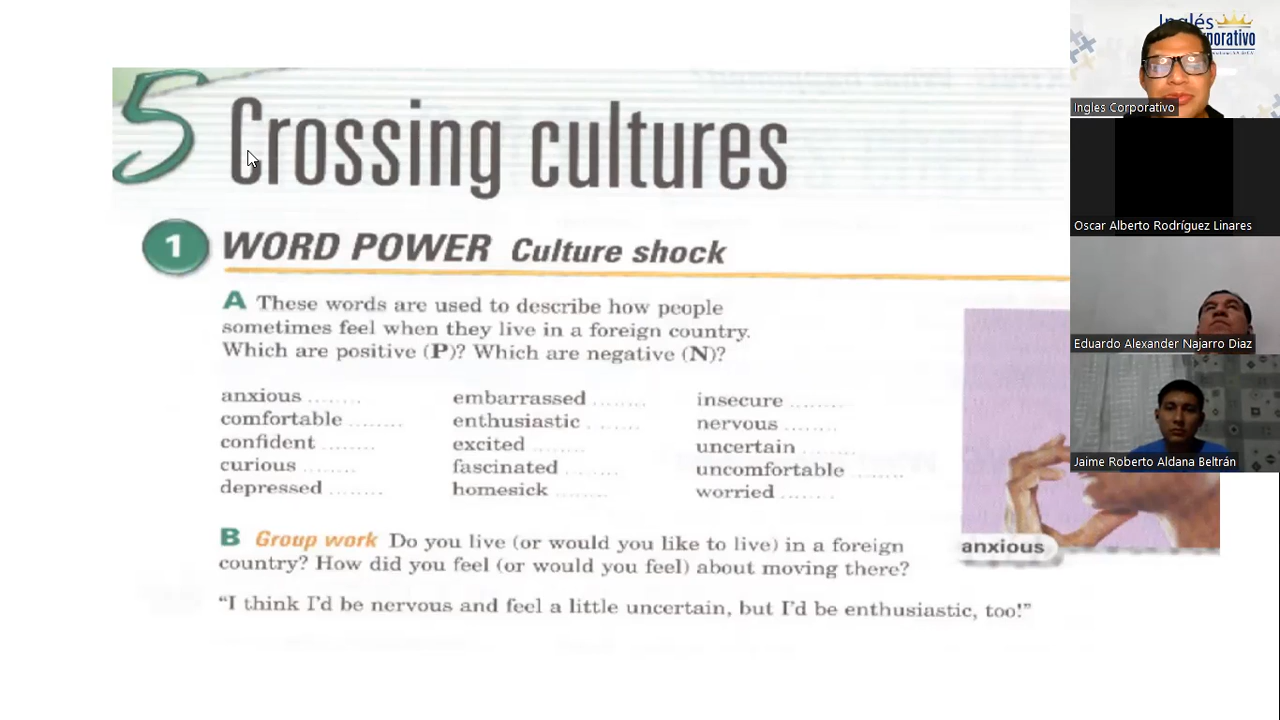 5 Crossing cultures
1 WORD POWER Culture shock
A These words are used to describe how people
sometimes feel when they live in a foreign country.
Which are positive (P)? Which are negative (N)?
anxious ........ embarrassed ........ insecure ........
comfortable ........ enthusiastic ........ nervous ........
confident ........ excited ........ uncertain ........
curious ........ fascinated ........ uncomfortable ........
depressed ........ homesick ........ worried ........
anxious
B Group work Do you live (or would you like to live) in a foreign
country? How did you feel (or would you feel) about moving there?
"I think I'd be nervous and feel a little uncertain, but I'd be enthusiastic, too!"
Inglés
Ingles Corporativo
Oscar Alberto Rodríguez Linares
Eduardo Alexander Najarro Diaz
Jaime Roberto Aldana Beltrán